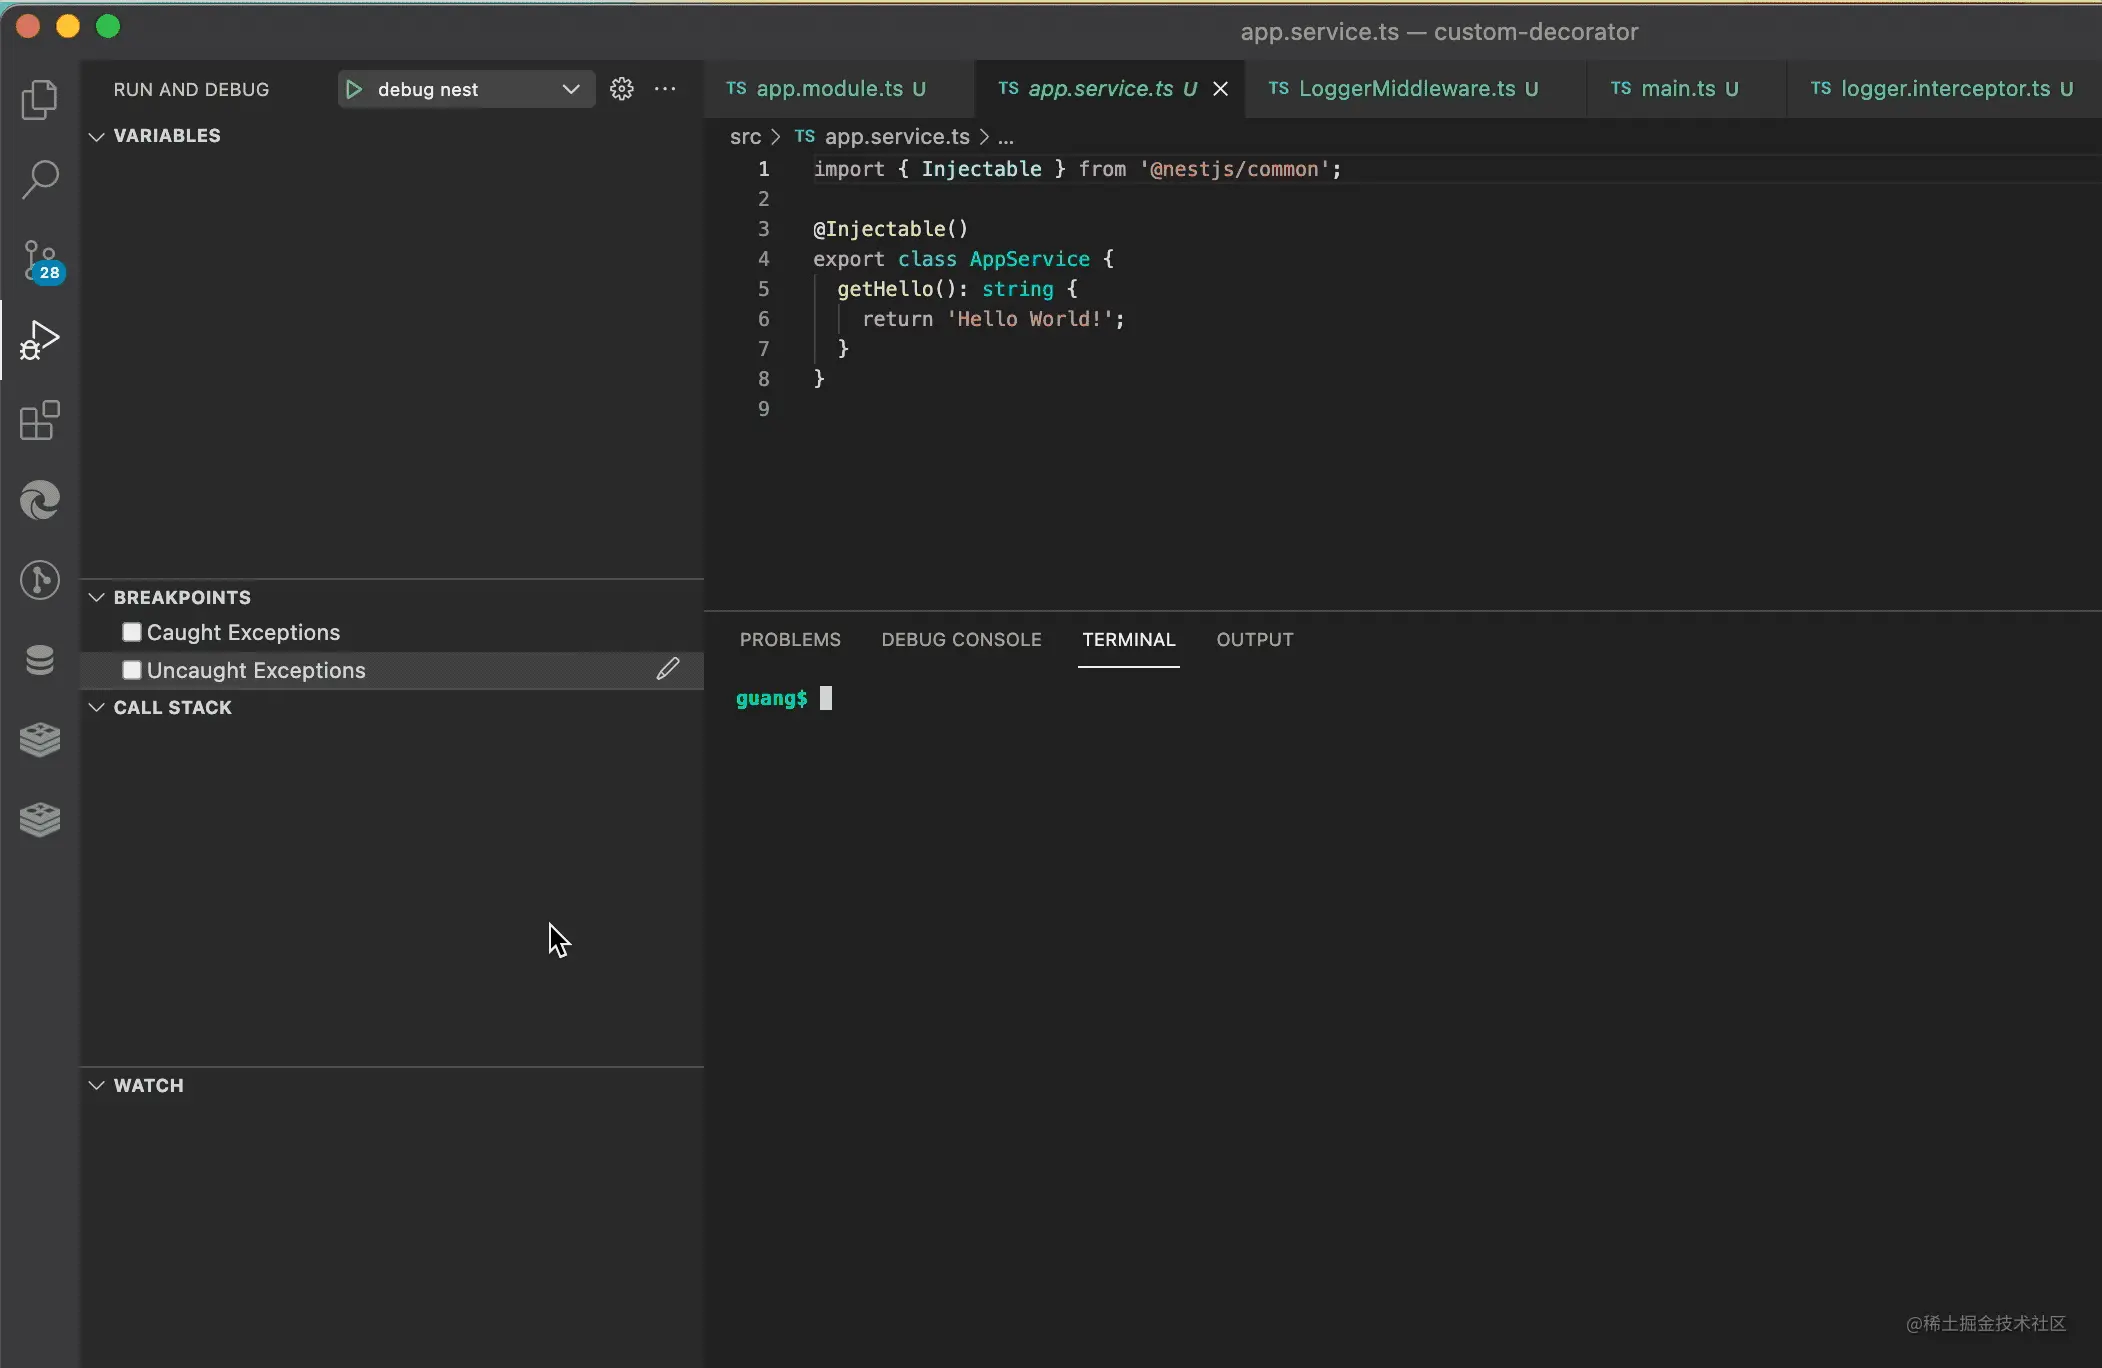 app.service.ts — custom-decorator
RUN AND DEBUG
debug nest
VARIABLES
28
BREAKPOINTS
Caught Exceptions
Uncaught Exceptions
CALL STACK
WATCH
TS app.module.ts U
TS app.service.ts U
TS LoggerMiddleware.ts U
TS main.ts U
TS logger.interceptor.ts U
src > TS app.service.ts > ...
1 import { Injectable } from '@nestjs/common';
2
3 @Injectable()
4 export class AppService {
5 getHello(): string {
6 return 'Hello World!';
7 }
8 }
9
PROBLEMS DEBUG CONSOLE TERMINAL OUTPUT
guang$
@稀土掘金技术社区